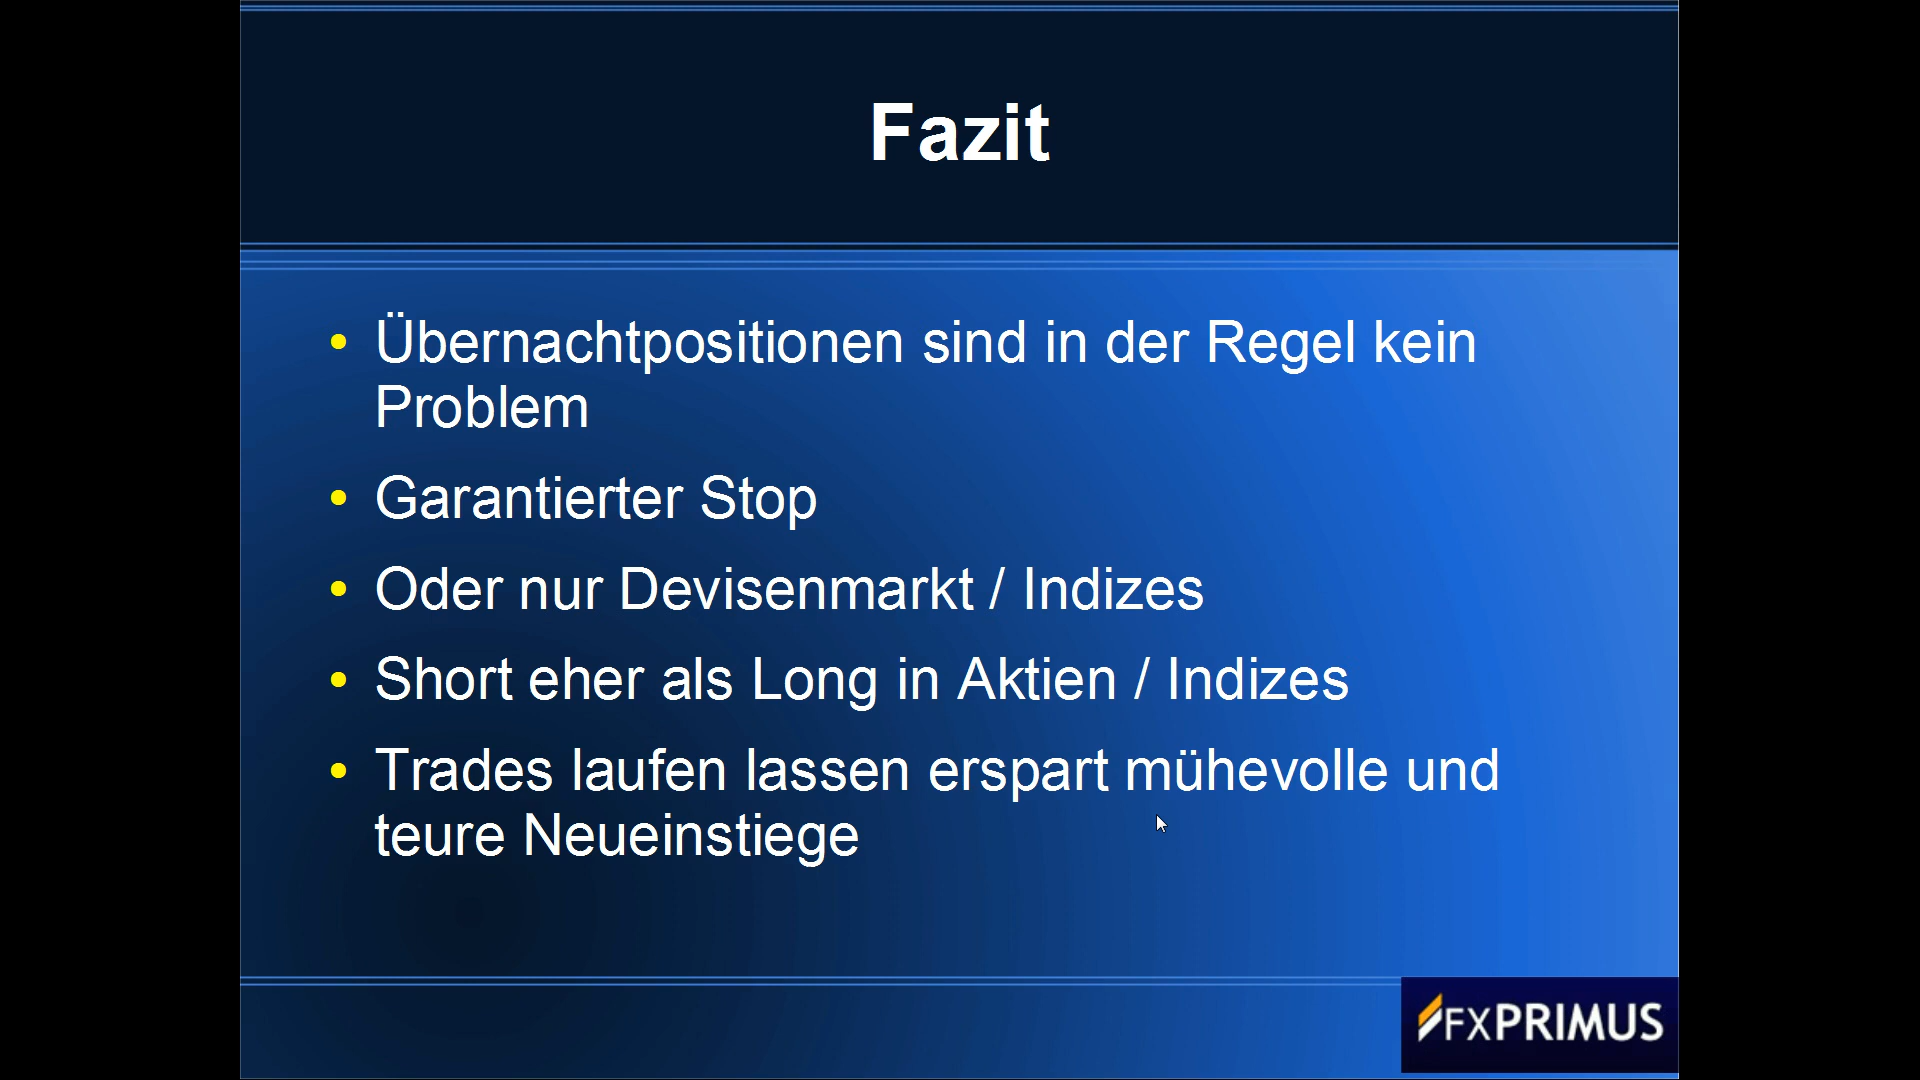 Fazit
• Übernachtpositionen sind in der Regel kein
Problem
• Garantierter Stop
• Oder nur Devisenmarkt / Indizes
• Short eher als Long in Aktien / Indizes
• Trades laufen lassen erspart mühevolle und
teure Neueinstiege
FXPRIMUS